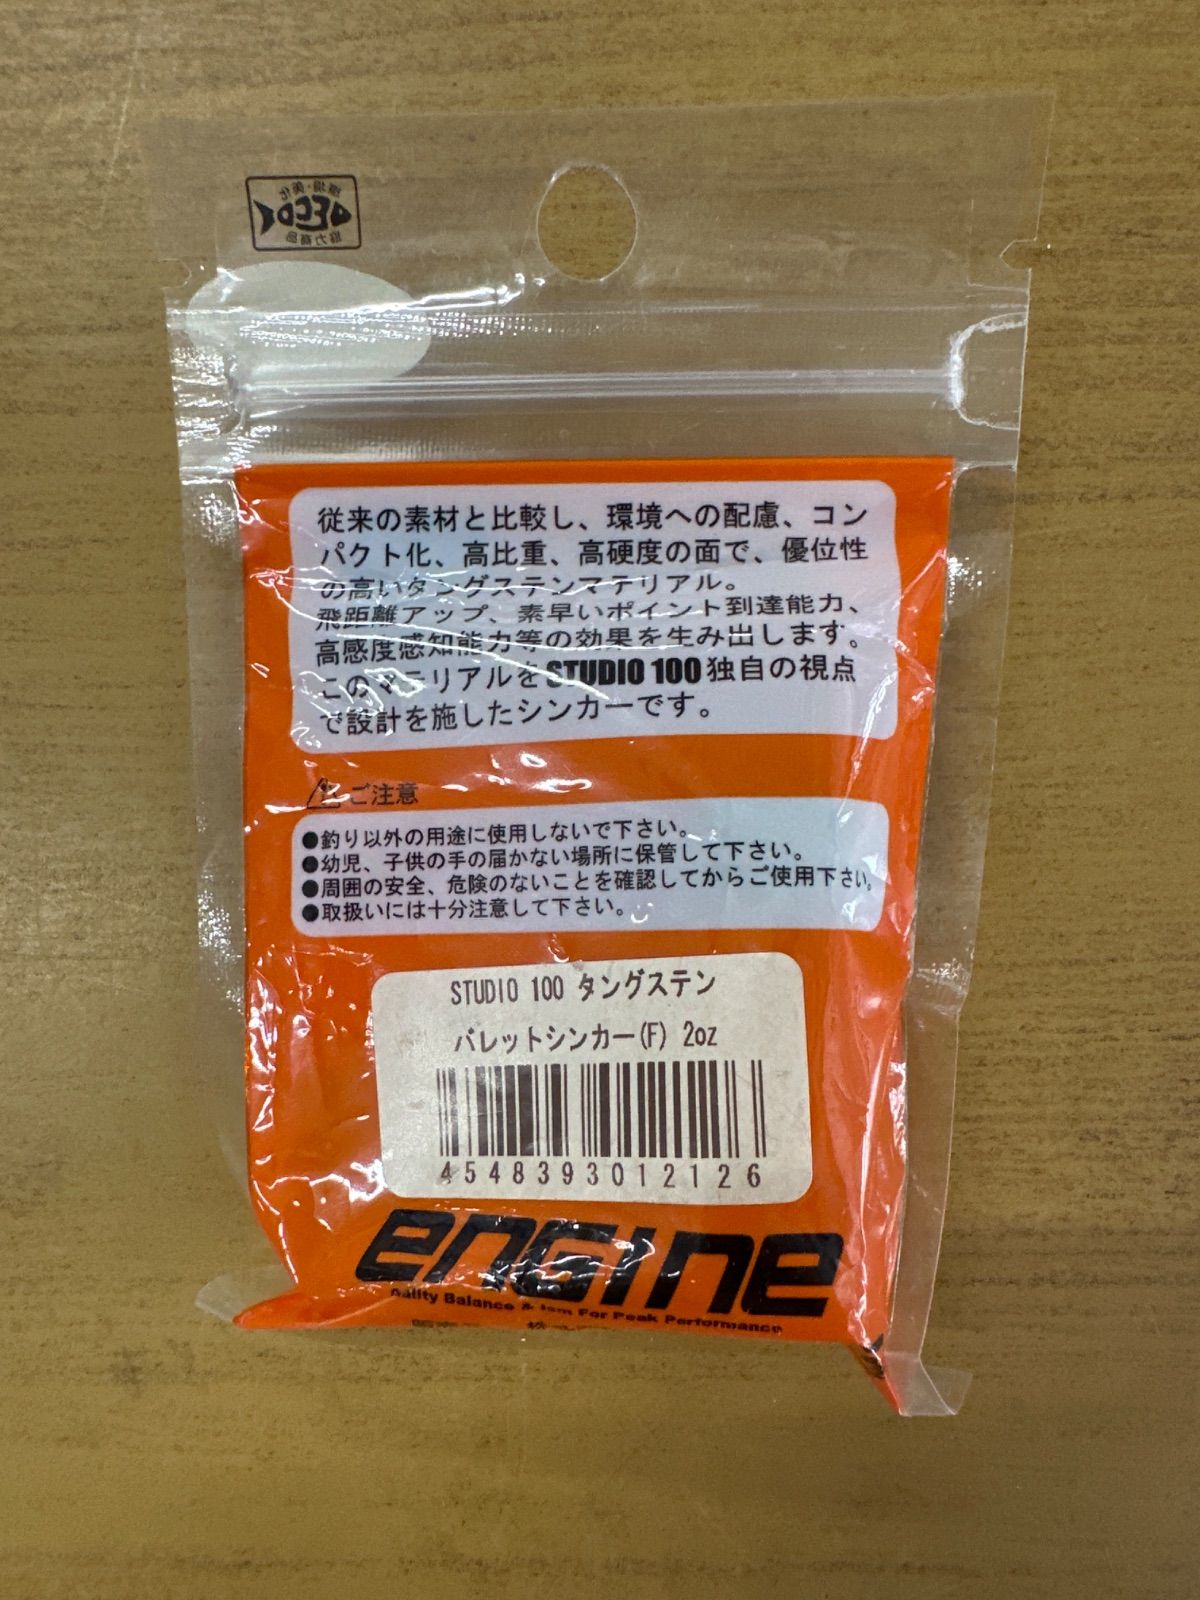 環境・美化
ECO
協力商品
従来の素材と比較し、環境への配慮、コン
パクト化、高比重、高硬度の面で、優位性
の高いタングステンマテリアル。
飛距離アップ、素早いポイント到達能力、
高感度感知能力等の効果を生み出します。
このマテリアルをSTUDIO 100独自の視点
で設計を施したシンカーです。
ご注意
●釣り以外の用途に使用しないで下さい。
●幼児、子供の手の届かない場所に保管して下さい。
●周囲の安全、危険のないことを確認してからご使用下さい。
●取扱いには十分注意して下さい。
STUDIO 100 タングステン
バレットシンカー(F) 2oz
4548393012126
engine
Balance & Ism For Peak Performance